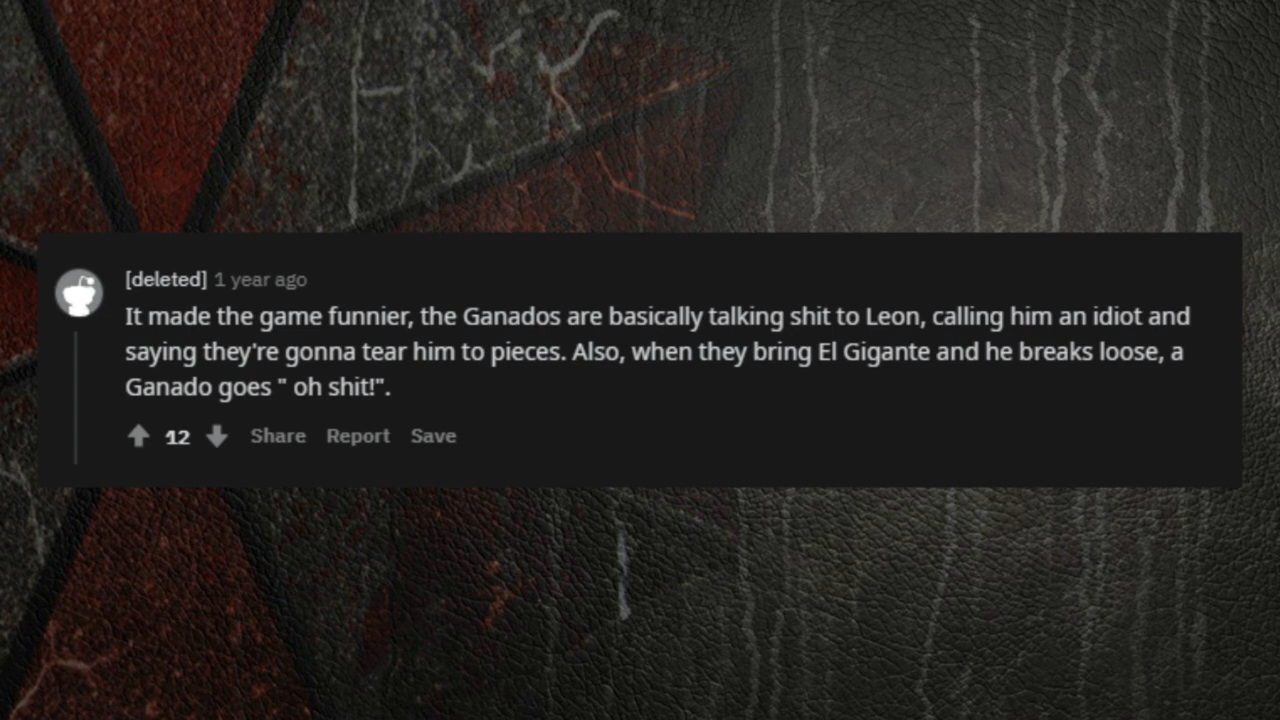 [deleted] 1 year ago
It made the game funnier, the Ganados are basically talking shit to Leon, calling him an idiot and
saying they're gonna tear him to pieces. Also, when they bring El Gigante and he breaks loose, a
Ganado goes " oh shit!".
12 Share Report Save